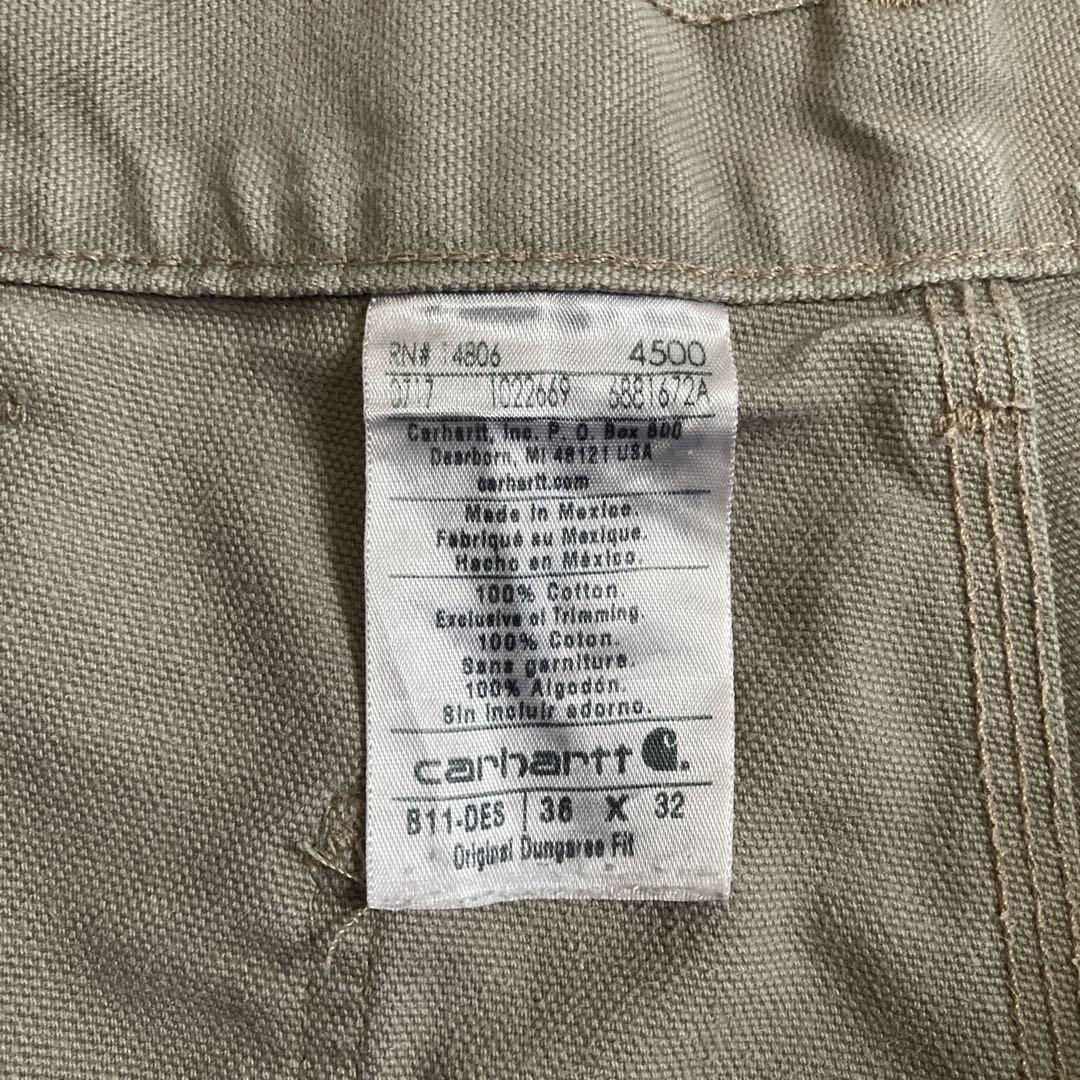 RN# 14806 4500
0717 1022669 6881672A
Carhartt, Inc. P. O. Box 600
Dearborn, MI 48121 USA
carhartt.com
Made in Mexico.
Fabriqué au Mexique.
Hecho en México.
100% Cotton.
Exclusive of Trimming
100% Coton.
Sans garniture.
100% Algodón.
Sin incluir adorno.
carhartt
B11-DES 36 X 32
Original Dungaree Fit